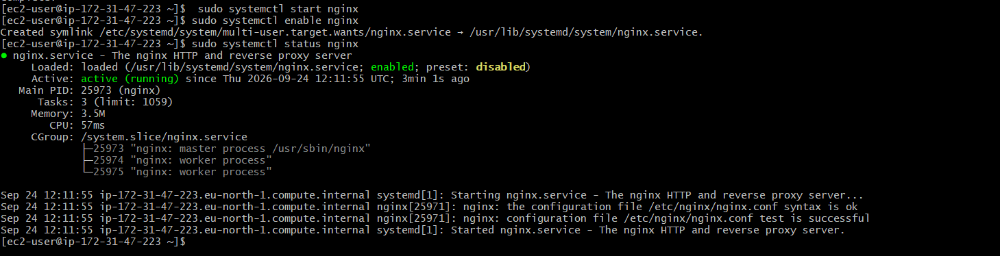 [ec2-user@ip-172-31-47-223 ~]$  sudo systemctl start nginx
[ec2-user@ip-172-31-47-223 ~]$ sudo systemctl enable nginx
Created symlink /etc/systemd/system/multi-user.target.wants/nginx.service → /usr/lib/systemd/system/nginx.service.
[ec2-user@ip-172-31-47-223 ~]$ sudo systemctl status nginx
● nginx.service - The nginx HTTP and reverse proxy server
     Loaded: loaded (/usr/lib/systemd/system/nginx.service; enabled; preset: disabled)
     Active: active (running) since Thu 2026-09-24 12:11:55 UTC; 3min 1s ago
   Main PID: 25973 (nginx)
      Tasks: 3 (limit: 1059)
     Memory: 3.5M
        CPU: 57ms
     CGroup: /system.slice/nginx.service
             ├─25973 "nginx: master process /usr/sbin/nginx"
             ├─25974 "nginx: worker process"
             └─25975 "nginx: worker process"

Sep 24 12:11:55 ip-172-31-47-223.eu-north-1.compute.internal systemd[1]: Starting nginx.service - The nginx HTTP and reverse proxy server...
Sep 24 12:11:55 ip-172-31-47-223.eu-north-1.compute.internal nginx[25971]: nginx: the configuration file /etc/nginx/nginx.conf syntax is ok
Sep 24 12:11:55 ip-172-31-47-223.eu-north-1.compute.internal nginx[25971]: nginx: configuration file /etc/nginx/nginx.conf test is successful
Sep 24 12:11:55 ip-172-31-47-223.eu-north-1.compute.internal systemd[1]: Started nginx.service - The nginx HTTP and reverse proxy server.
[ec2-user@ip-172-31-47-223 ~]$